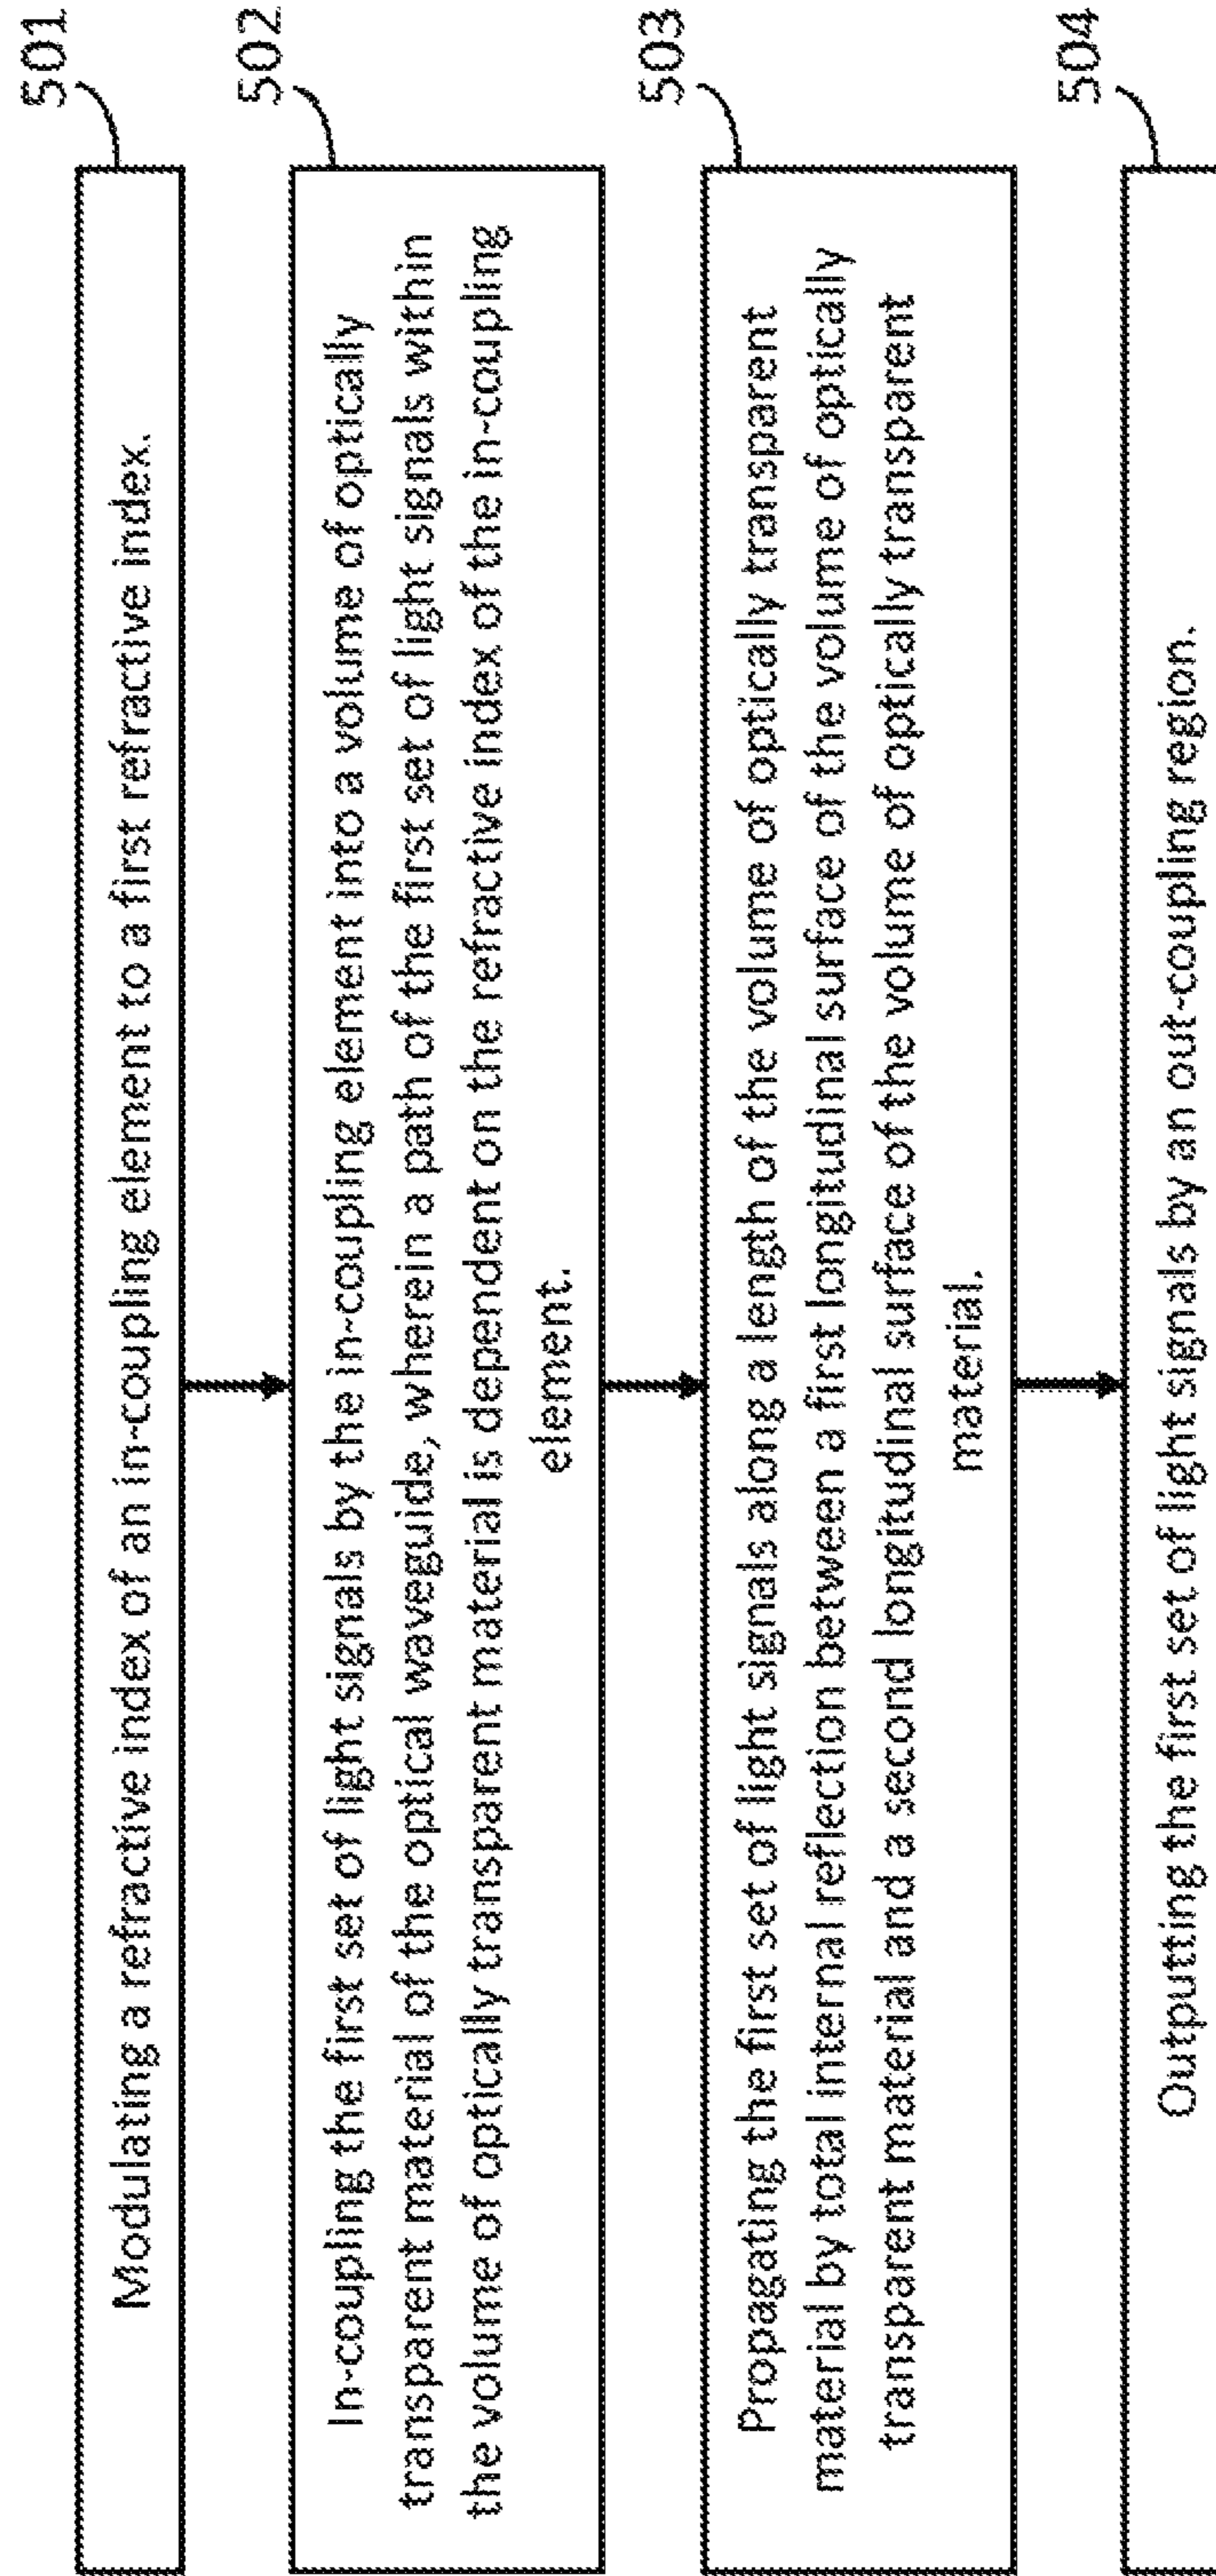 501
Modulating a refractive index of an in-coupling element to a first refractive index.
502
In-coupling the first set of light signals by the in-coupling element into a volume of optically
transparent material of the optical waveguide, wherein a path of the first set of light signals within
the volume of optically transparent material is dependent on the refractive index of the in-coupling
element.
503
Propagating the first set of light signals along a length of the volume of optically transparent
material by total internal reflection between a first longitudinal surface of the volume of optically
transparent material and a second longitudinal surface of the volume of optically transparent
material.
504
Outputting the first set of light signals by an out-coupling region.